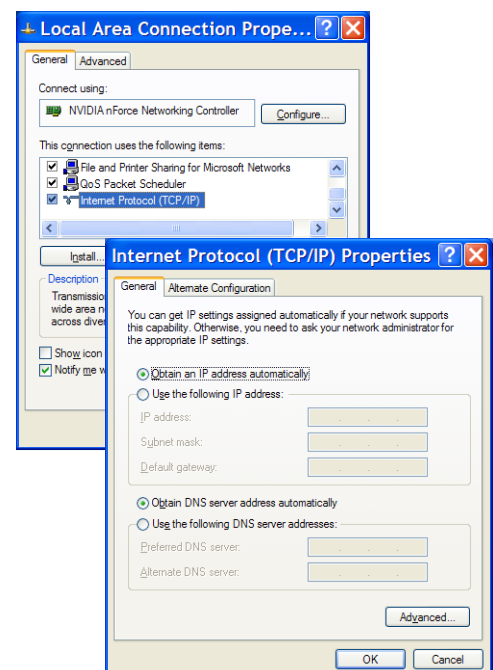 Local Area Connection Prope...
General Advanced
Connect using:
NVIDIA nForce Networking Controller Configure...
This connection uses the following items:
File and Printer Sharing for Microsoft Networks
QoS Packet Scheduler
Internet Protocol (TCP/IP)
Install...
Description
Transmissio
wide area n
across diver
Show icon
Notify me w
Internet Protocol (TCP/IP) Properties
General Alternate Configuration
You can get IP settings assigned automatically if your network supports
this capability. Otherwise, you need to ask your network administrator for
the appropriate IP settings.
Obtain an IP address automatically
Use the following IP address:
IP address:
Subnet mask:
Default gateway:
Obtain DNS server address automatically
Use the following DNS server addresses:
Preferred DNS server:
Alternate DNS server:
Advanced...
OK Cancel